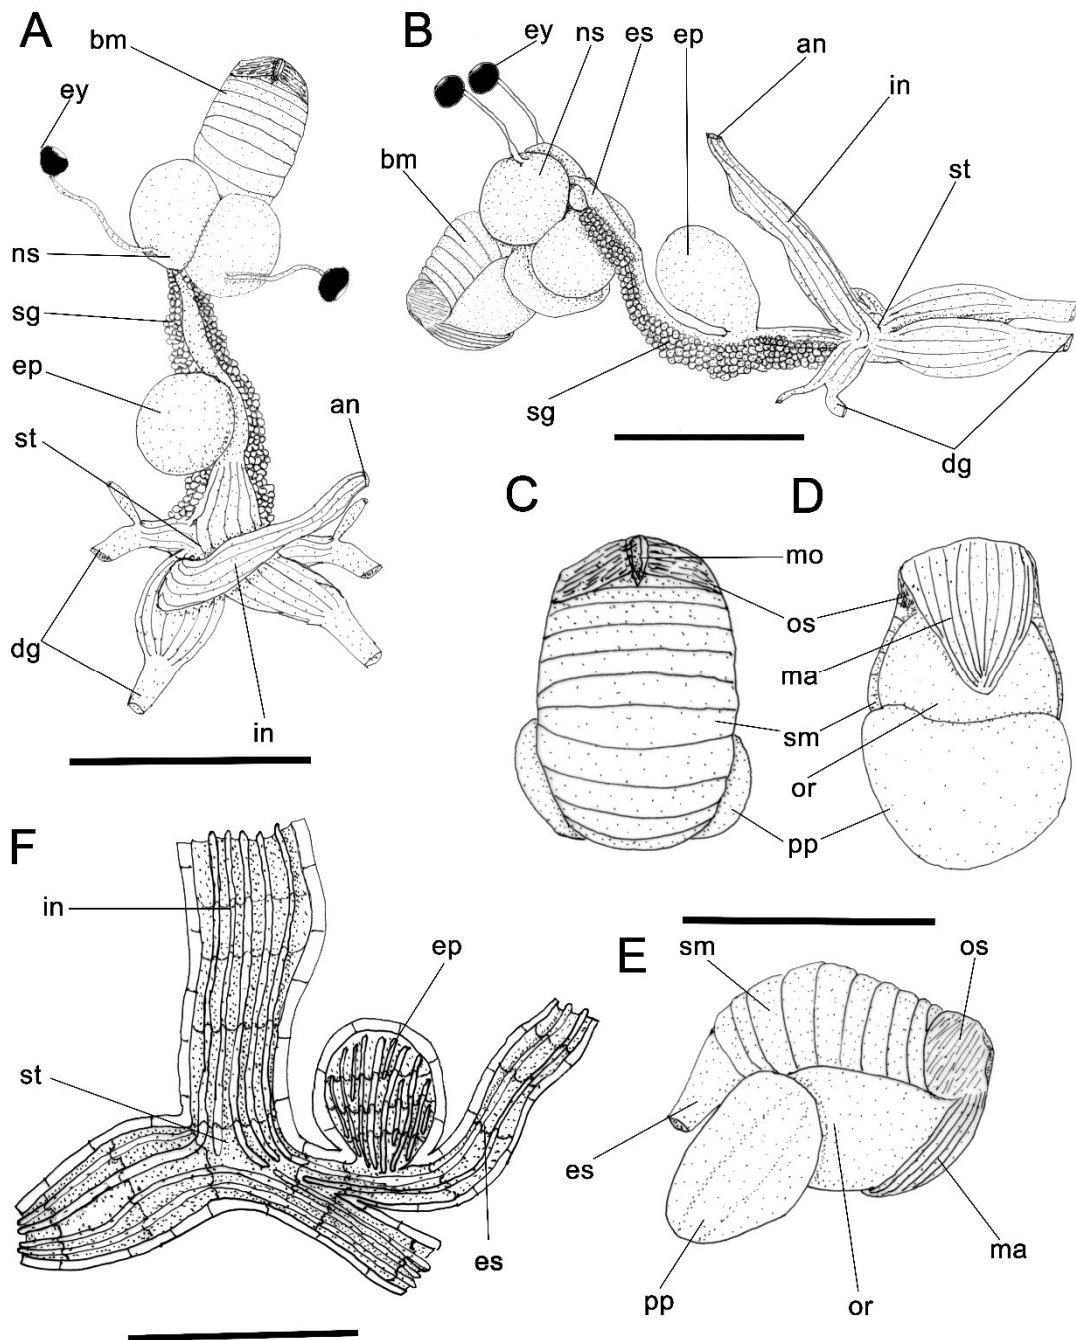 A
bm
ey
ns
sg
ep
st
an
dg
in
B
ey
ns
es
ep
an
in
bm
st
sg
dg
C
D
mo
os
ma
sm
or
pp
F
in
ep
st
es
E
sm
os
es
ma
pp
or